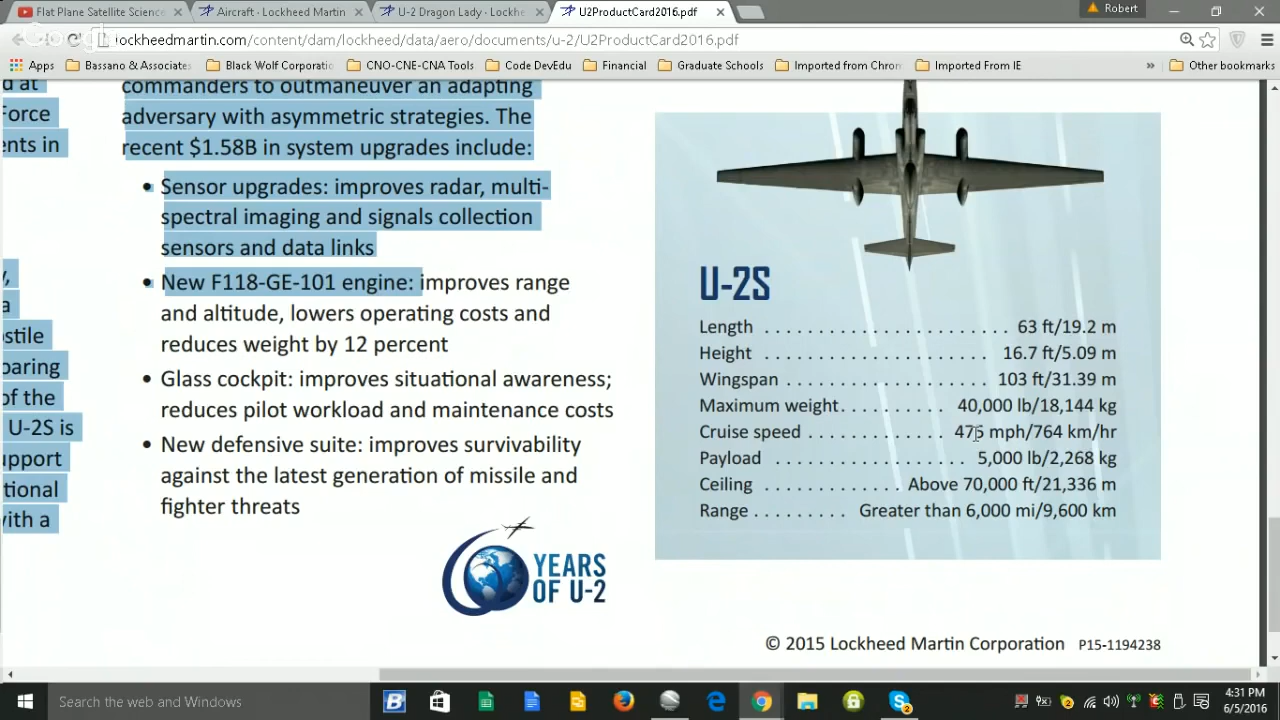 Flat Plane Satellite Science
Aircraft · Lockheed Martin
U-2 Dragon Lady · Lockhe
U2ProductCard2016.pdf
Robert
lockheedmartin.com/content/dam/lockheed/data/aero/documents/u-2/U2ProductCard2016.pdf
Apps
Bassano & Associates
Black Wolf Corporatio
CNO-CNE-CNA Tools
Code DevEdu
Financial
Graduate Schools
Imported from Chrom
Imported From IE
»
Other bookmarks
d at
Force
ents in
y,
a
stile
paring
of the
U-2S is
upport
tional
with a
commanders to outmaneuver an adapting
adversary with asymmetric strategies. The
recent $1.58B in system upgrades include:
• Sensor upgrades: improves radar, multi-
spectral imaging and signals collection
sensors and data links
• New F118-GE-101 engine: improves range
and altitude, lowers operating costs and
reduces weight by 12 percent
• Glass cockpit: improves situational awareness;
reduces pilot workload and maintenance costs
• New defensive suite: improves survivability
against the latest generation of missile and
fighter threats
60 YEARS
OF U-2
U-2S
Length . . . . . . . . . . . . . . . . . . . . . . . . 63 ft/19.2 m
Height . . . . . . . . . . . . . . . . . . . . . . 16.7 ft/5.09 m
Wingspan . . . . . . . . . . . . . . . . . . . . 103 ft/31.39 m
Maximum weight. . . . . . . . . . 40,000 lb/18,144 kg
Cruise speed . . . . . . . . . . . . . 475 mph/764 km/hr
Payload . . . . . . . . . . . . . . . . . . . . 5,000 lb/2,268 kg
Ceiling . . . . . . . . . . . . . Above 70,000 ft/21,336 m
Range . . . . . . . . . Greater than 6,000 mi/9,600 km
© 2015 Lockheed Martin Corporation P15-1194238
Search the web and Windows
4:31 PM
6/5/2016